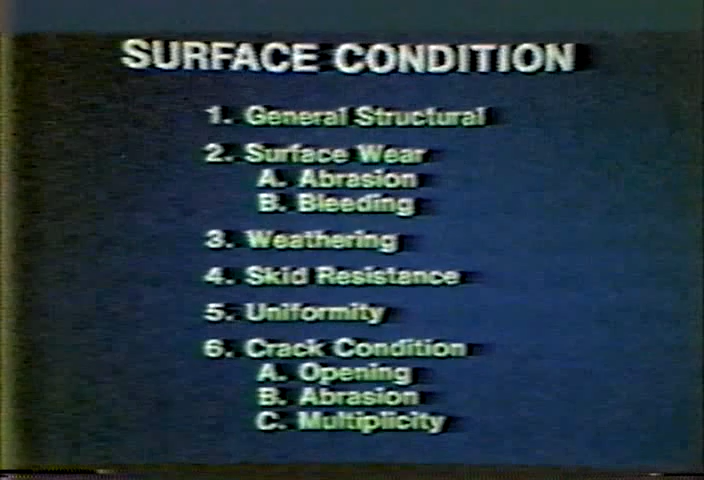 SURFACE CONDITION
1. General Structural
2. Surface Wear
A. Abrasion
B. Bleeding
3. Weathering
4. Skid Resistance
5. Uniformity
6. Crack Condition
A. Opening
B. Abrasion
C. Multiplicity